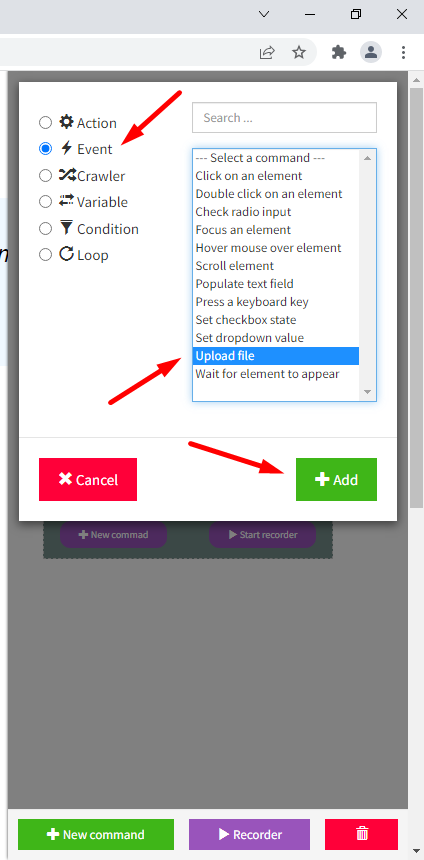 Action
Event
Crawler
Variable
Condition
Loop
Search ...
--- Select a command ---
Click on an element
Double click on an element
Check radio input
Focus an element
Hover mouse over element
Scroll element
Populate text field
Press a keyboard key
Set checkbox state
Set dropdown value
Upload file
Wait for element to appear
Cancel
Add
New commad
Start recorder
New command
Recorder